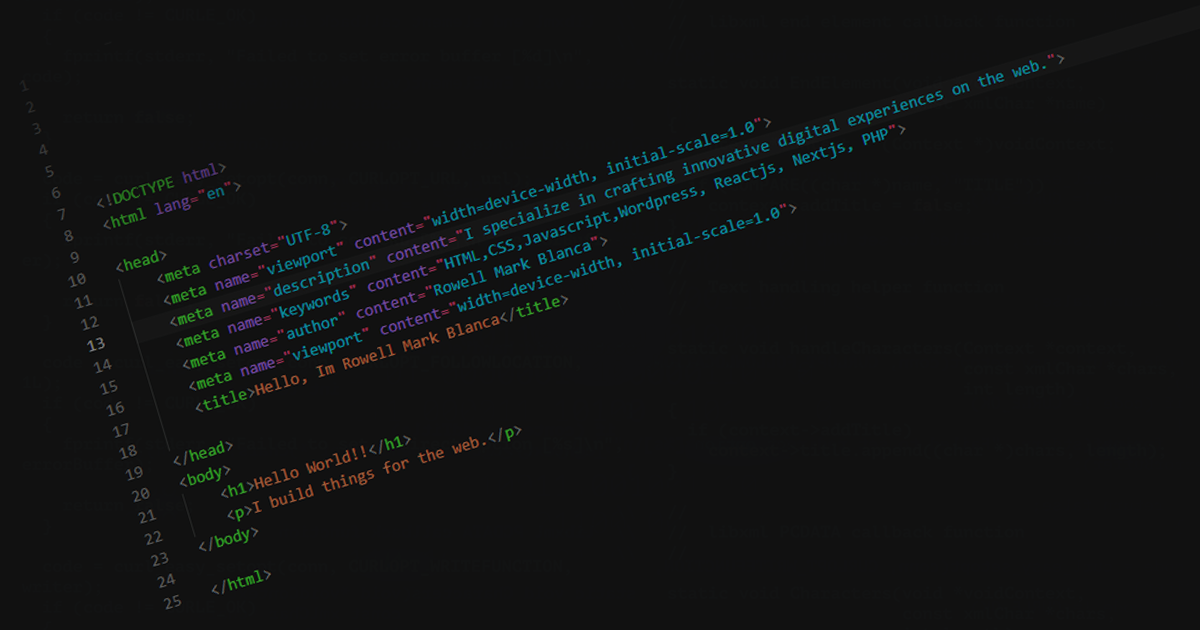 1
2
3
4
5
6 <!DOCTYPE html>
7 <html lang="en">
8
9 <head>
10 <meta charset="UTF-8">
11 <meta name="viewport" content="width=device-width, initial-scale=1.0">
12 <meta name="description" content="I specialize in crafting innovative digital experiences on the web.">
13 <meta name="keywords" content="HTML,CSS,Javascript,Wordpress, Reactjs, Nextjs, PHP">
14 <meta name="author" content="Rowell Mark Blanca">
15 <meta name="viewport" content="width=device-width, initial-scale=1.0">
16 <title>Hello, Im Rowell Mark Blanca</title>
17
18 </head>
19 <body>
20 <h1>Hello World!!</h1>
21 <p>I build things for the web.</p>
22 </body>
23
24 </html>
25